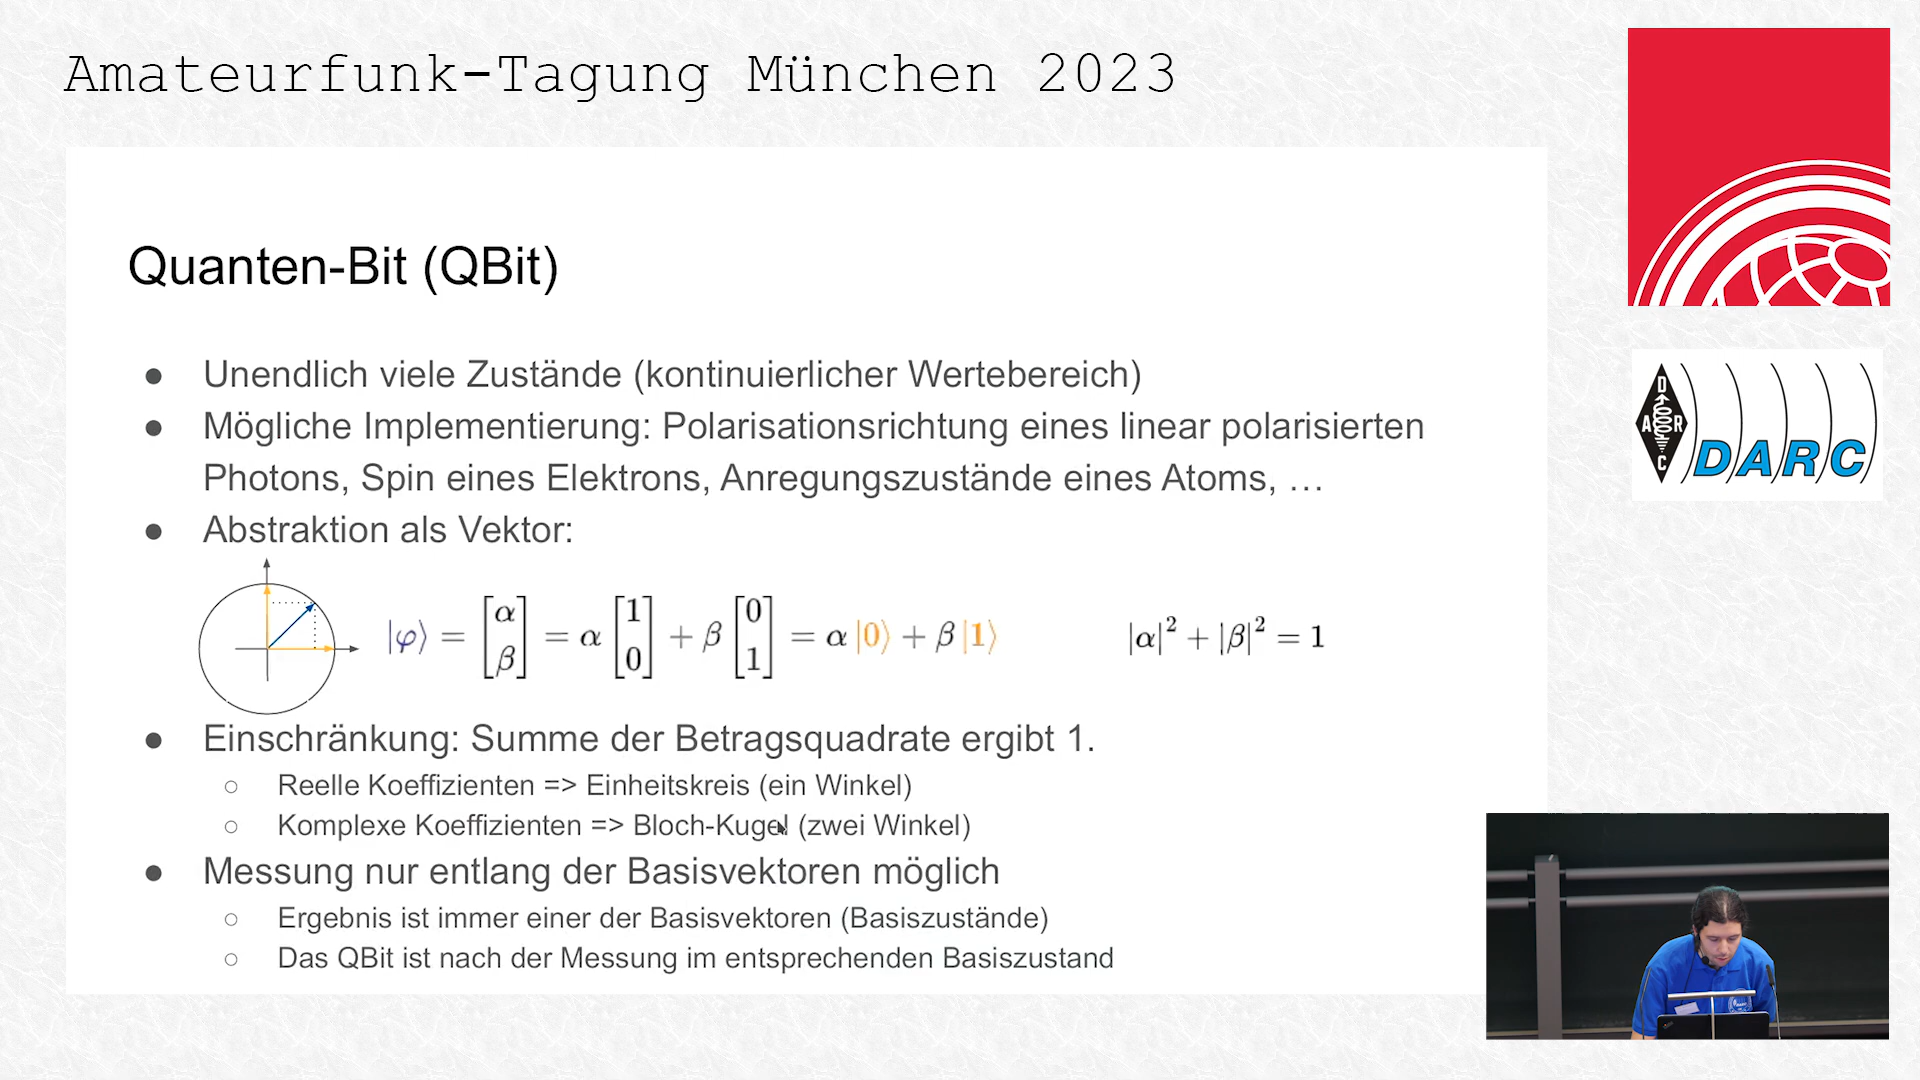 Amateurfunk-Tagung München 2023
Quanten-Bit (QBit)
● Unendlich viele Zustände (kontinuierlicher Wertebereich)
● Mögliche Implementierung: Polarisationsrichtung eines linear polarisierten
Photons, Spin eines Elektrons, Anregungszustände eines Atoms, …
● Abstraktion als Vektor:
|φ⟩ = [α β] = α [1 0] + β [0 1] = α |0⟩ + β |1⟩ |α|² + |β|² = 1
● Einschränkung: Summe der Betragsquadrate ergibt 1.
○ Reelle Koeffizienten => Einheitskreis (ein Winkel)
○ Komplexe Koeffizienten => Bloch-Kugel (zwei Winkel)
● Messung nur entlang der Basisvektoren möglich
○ Ergebnis ist immer einer der Basisvektoren (Basiszustände)
○ Das QBit ist nach der Messung im entsprechenden Basiszustand
D
A R
C
DARC